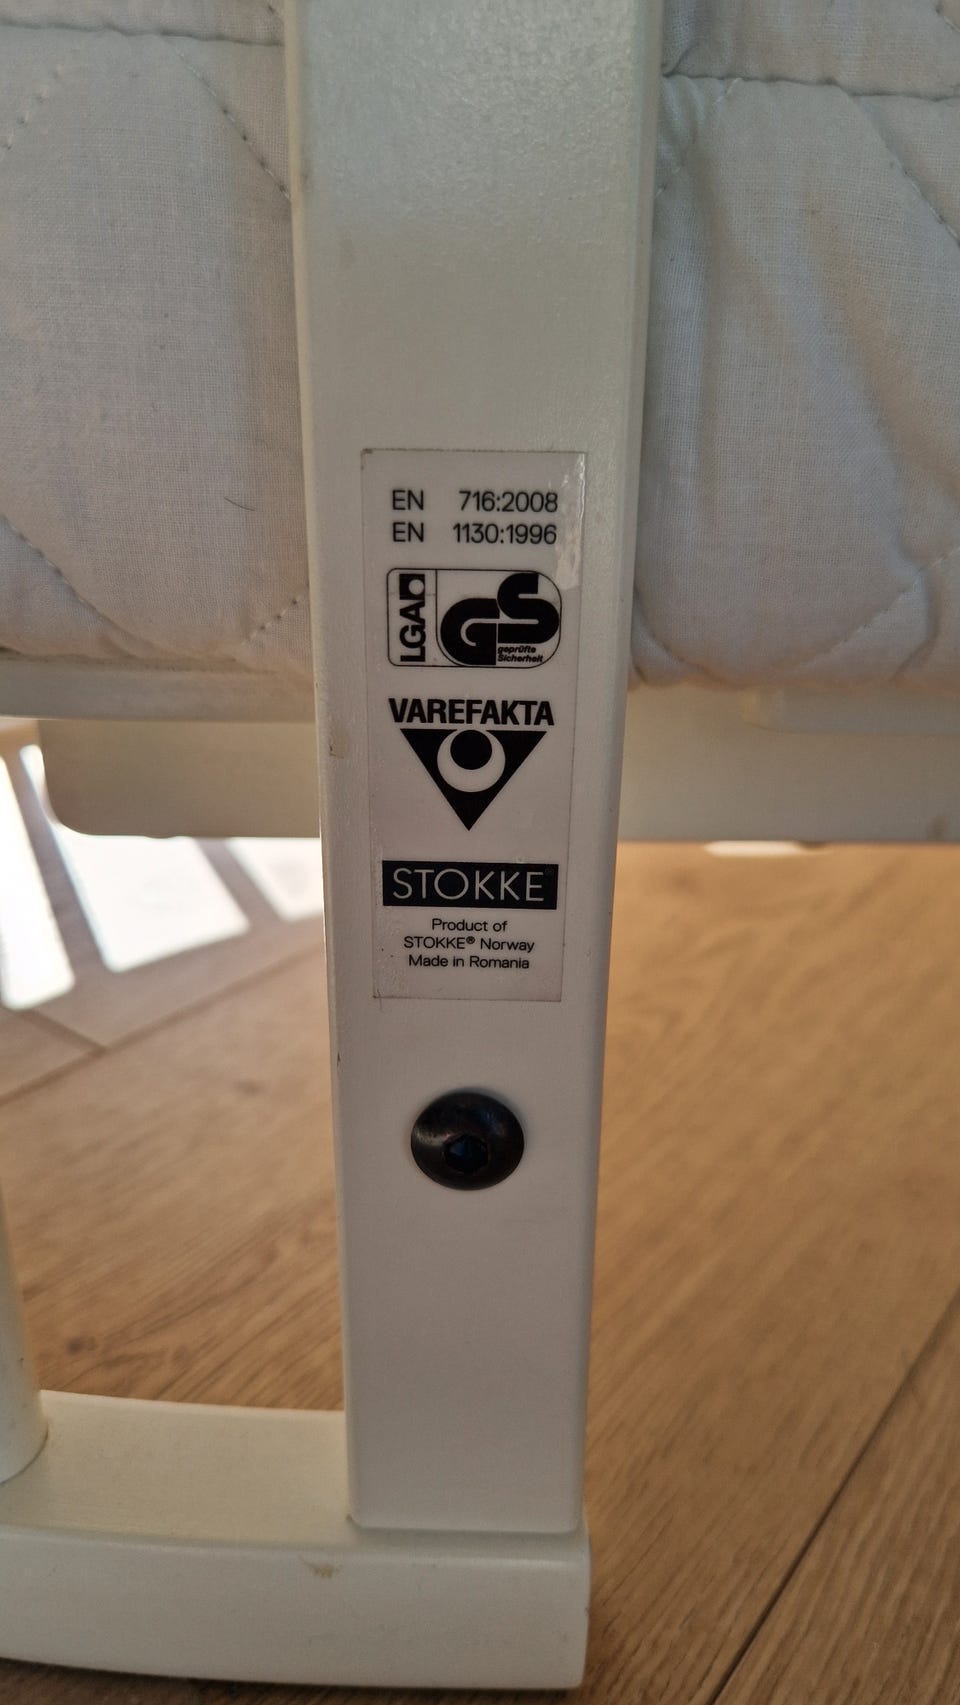 EN 716:2008
EN 1130:1996
LGA
GS
geprüfte
Sicherheit
VAREFAKTA
STOKKE
Product of
STOKKE® Norway
Made in Romania